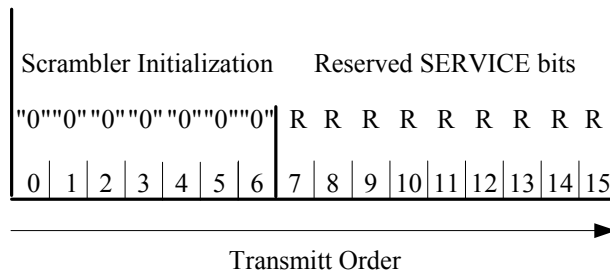 Scrambler Initialization Reserved SERVICE bits
"0""0""0""0""0""0""0" R R R R R R R R R
0 1 2 3 4 5 6 7 8 9 10 11 12 13 14 15
Transmitt Order